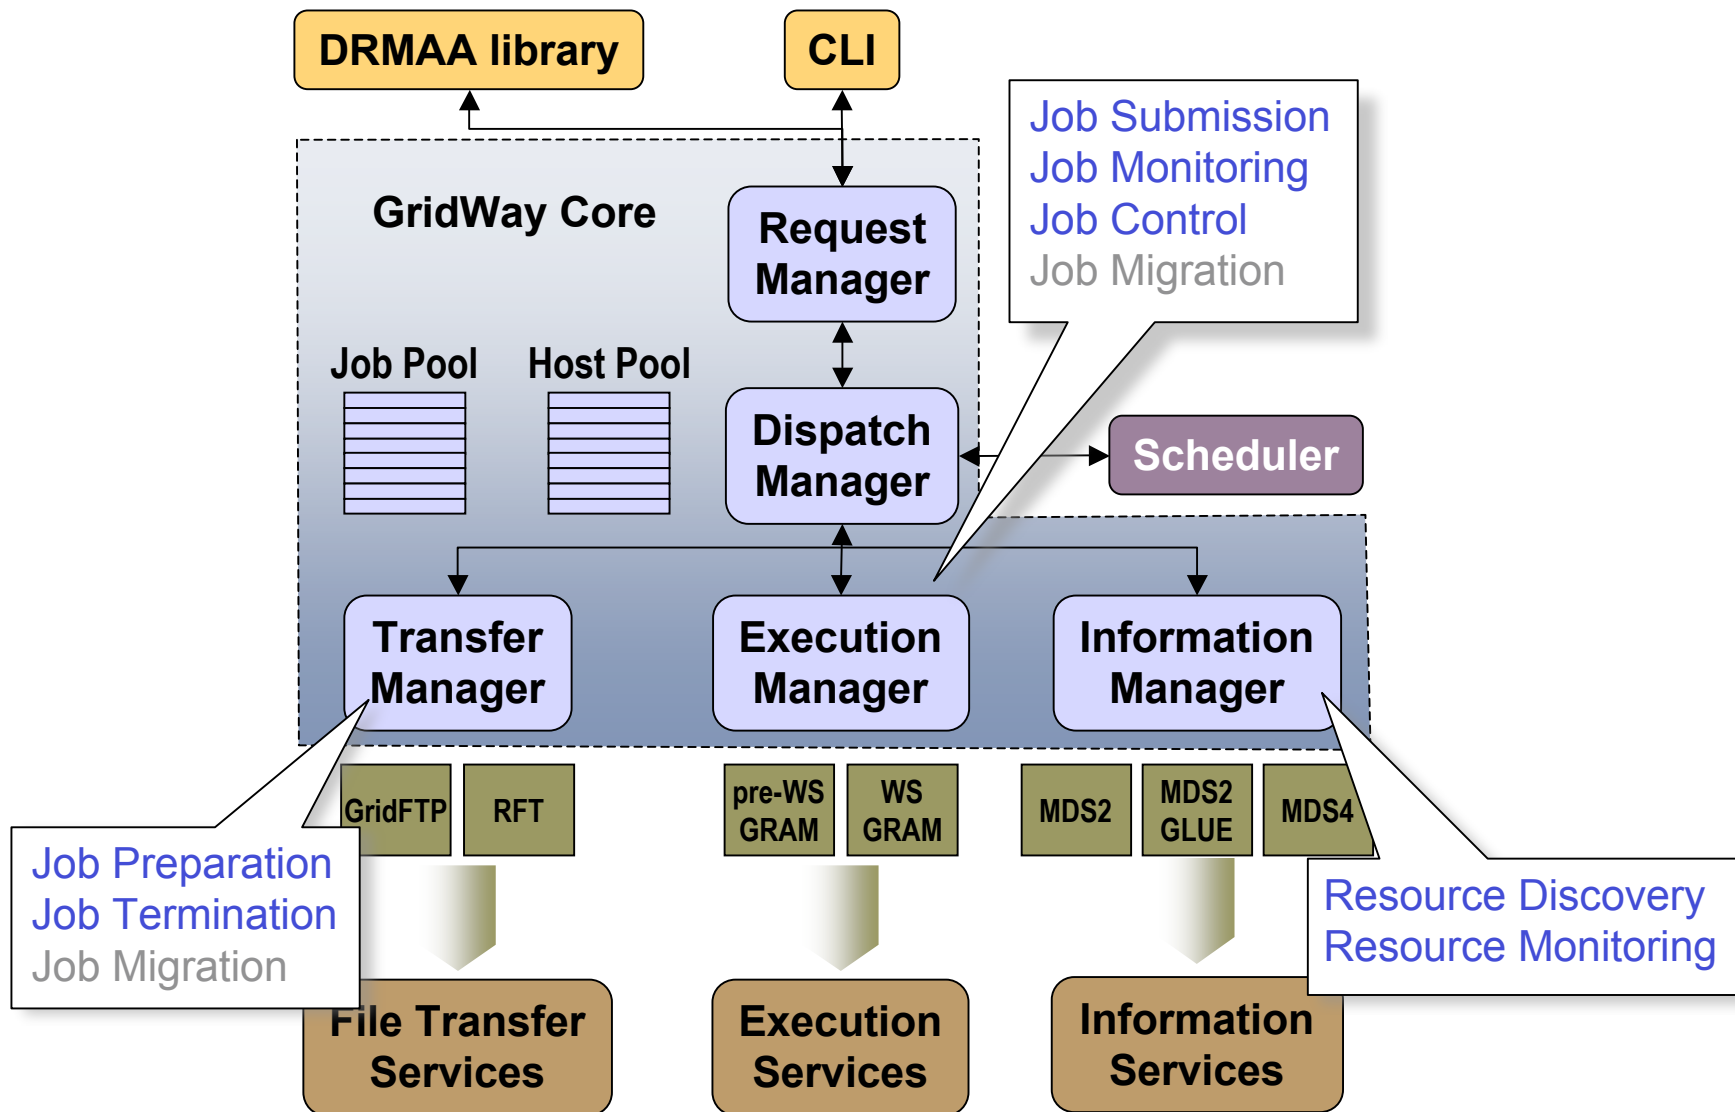 DRMAA library
CLI
Job Submission
Job Monitoring
Job Control
Job Migration
GridWay Core
Request
Manager
Job Pool
Host Pool
Dispatch
Manager
Scheduler
Transfer
Manager
Execution
Manager
Information
Manager
GridFTP
RFT
pre-WS
GRAM
WS
GRAM
MDS2
MDS2
GLUE
MDS4
Job Preparation
Job Termination
Job Migration
Resource Discovery
Resource Monitoring
File Transfer
Services
Execution
Services
Information
Services